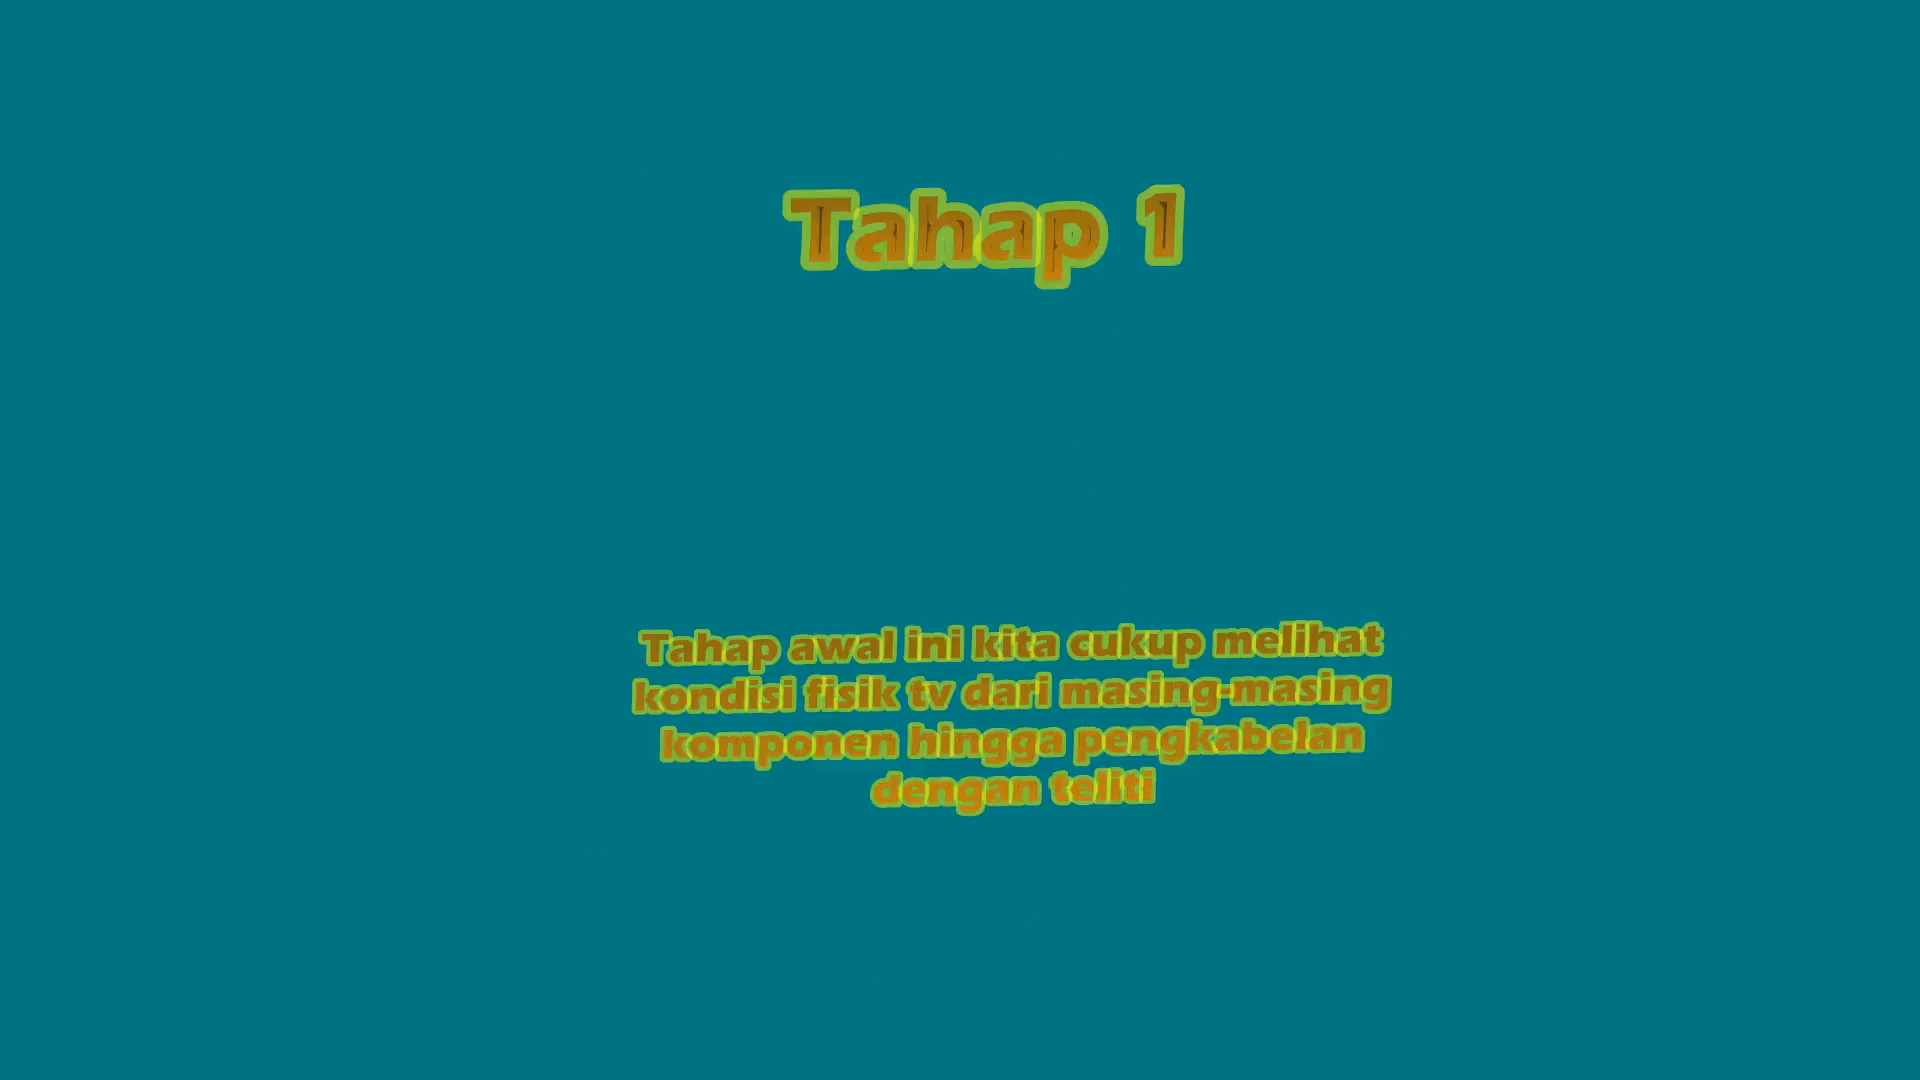 Tahap 1
Tahap awal ini kita cukup melihat
kondisi fisik tv dari masing-masing
komponen hingga pengkabelan
dengan teliti